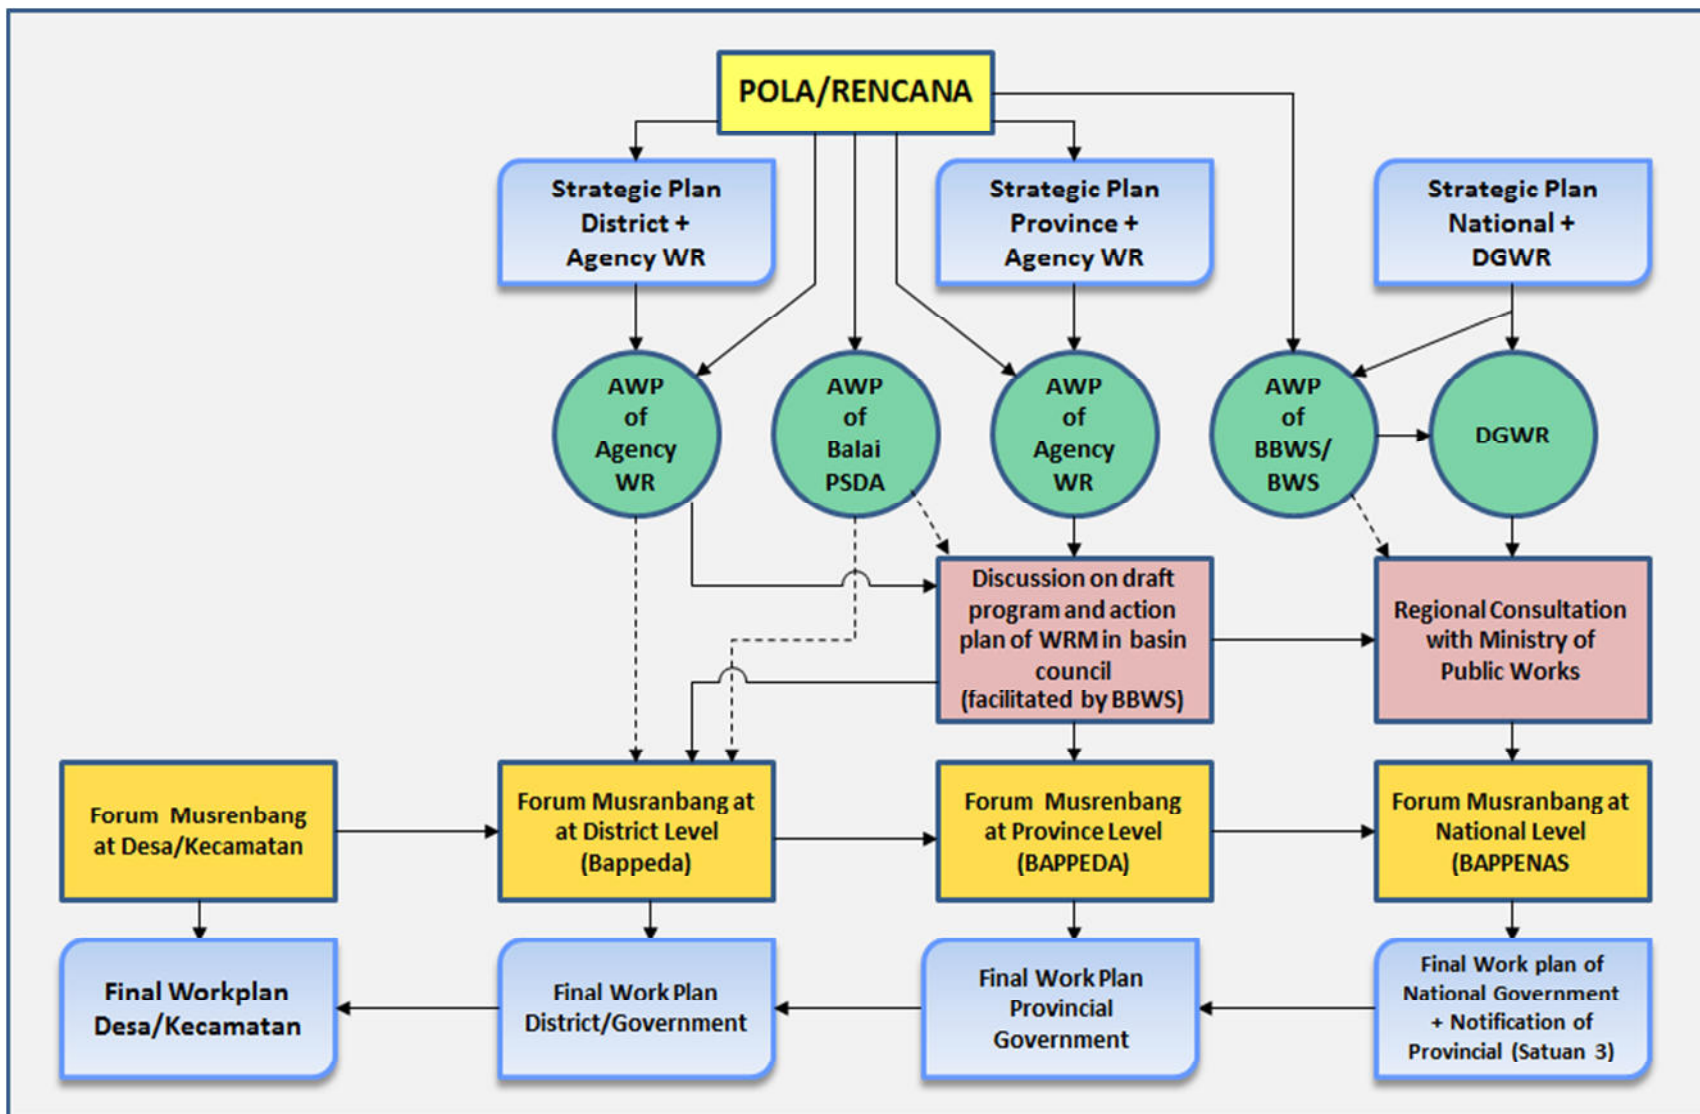 POLA/RENCANA
Strategic Plan
District +
Agency WR
Strategic Plan
Province +
Agency WR
Strategic Plan
National +
DGWR
AWP
of
Agency
WR
AWP
of
Balai
PSDA
AWP
of
Agency
WR
AWP
of
BBWS/
BWS
DGWR
Discussion on draft
program and action
plan of WRM in basin
council
(facilitated by BBWS)
Regional Consultation
with Ministry of
Public Works
Forum Musrenbang
at Desa/Kecamatan
Forum Musranbang at
at District Level
(Bappeda)
Forum Musrenbang
at Province Level
(BAPPEDA)
Forum Musranbang at
National Level
(BAPPENAS
Final Workplan
Desa/Kecamatan
Final Work Plan
District/Government
Final Work Plan
Provincial
Government
Final Work plan of
National Government
+ Notification of
Provincial (Satuan 3)